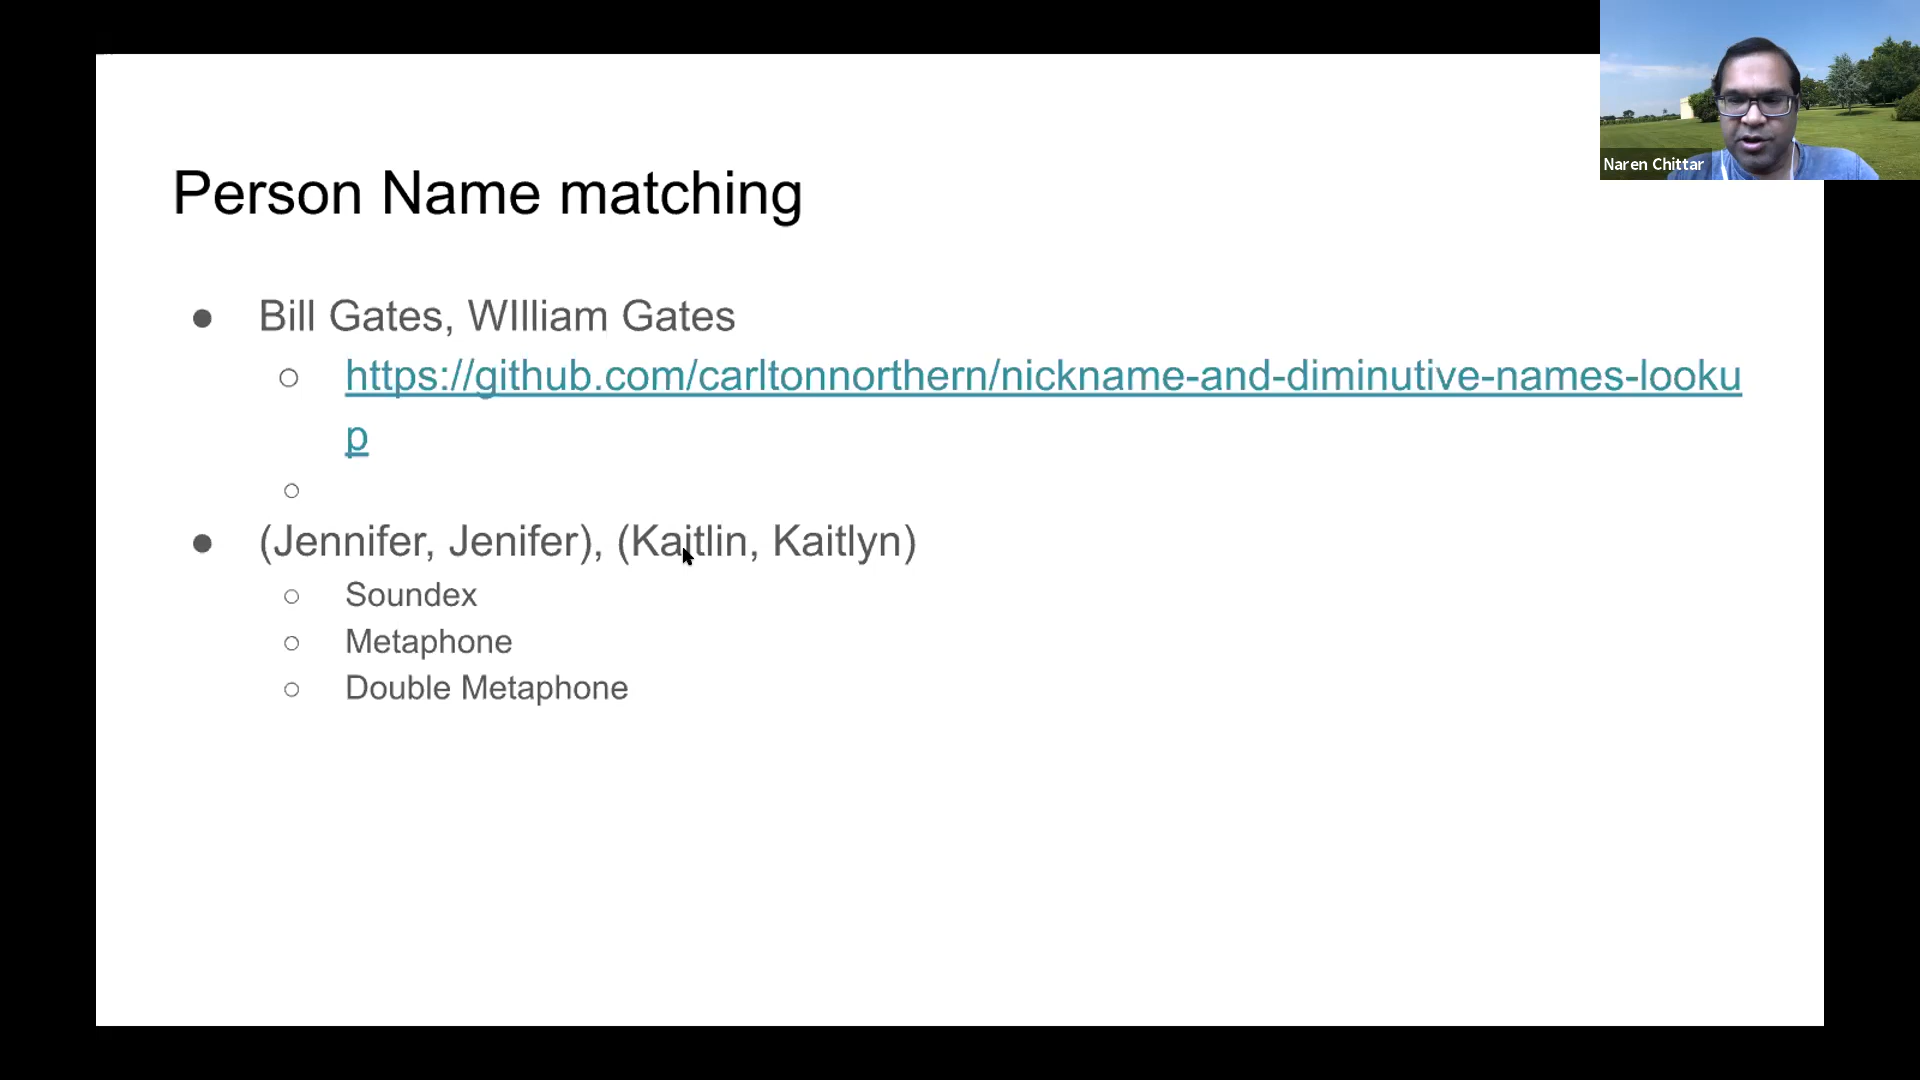 Naren Chittar
Person Name matching
● Bill Gates, WIlliam Gates
○ https://github.com/carltonnorthern/nickname-and-diminutive-names-looku
p
○
● (Jennifer, Jenifer), (Kaitlin, Kaitlyn)
○ Soundex
○ Metaphone
○ Double Metaphone